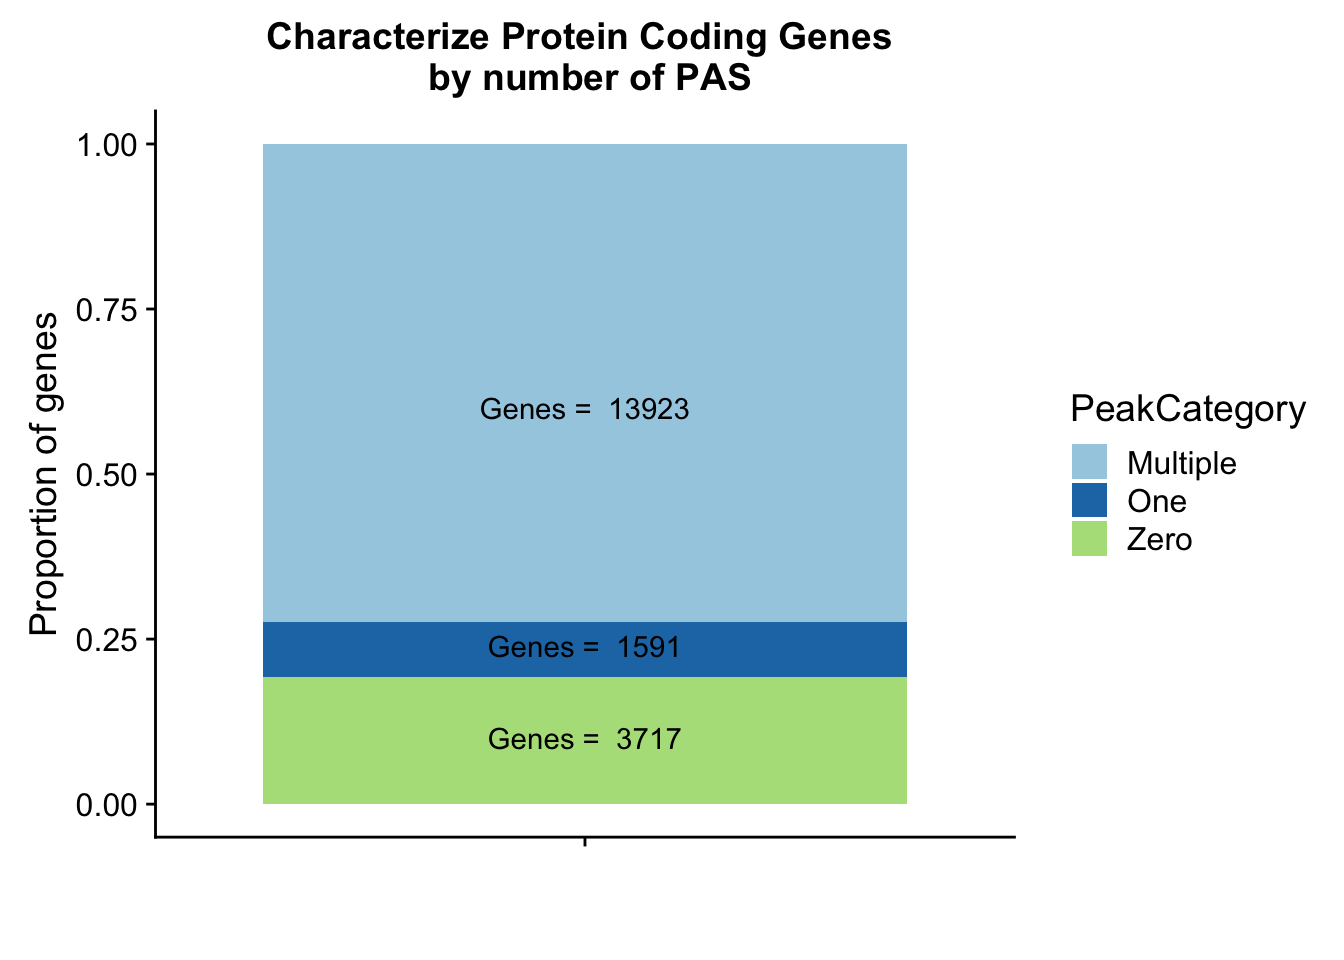 Characterize Protein Coding Genes
by number of PAS
Proportion of genes
1.00
0.75
0.50
0.25
0.00
Genes =  13923
Genes =  1591
Genes =  3717
PeakCategory
Multiple
One
Zero